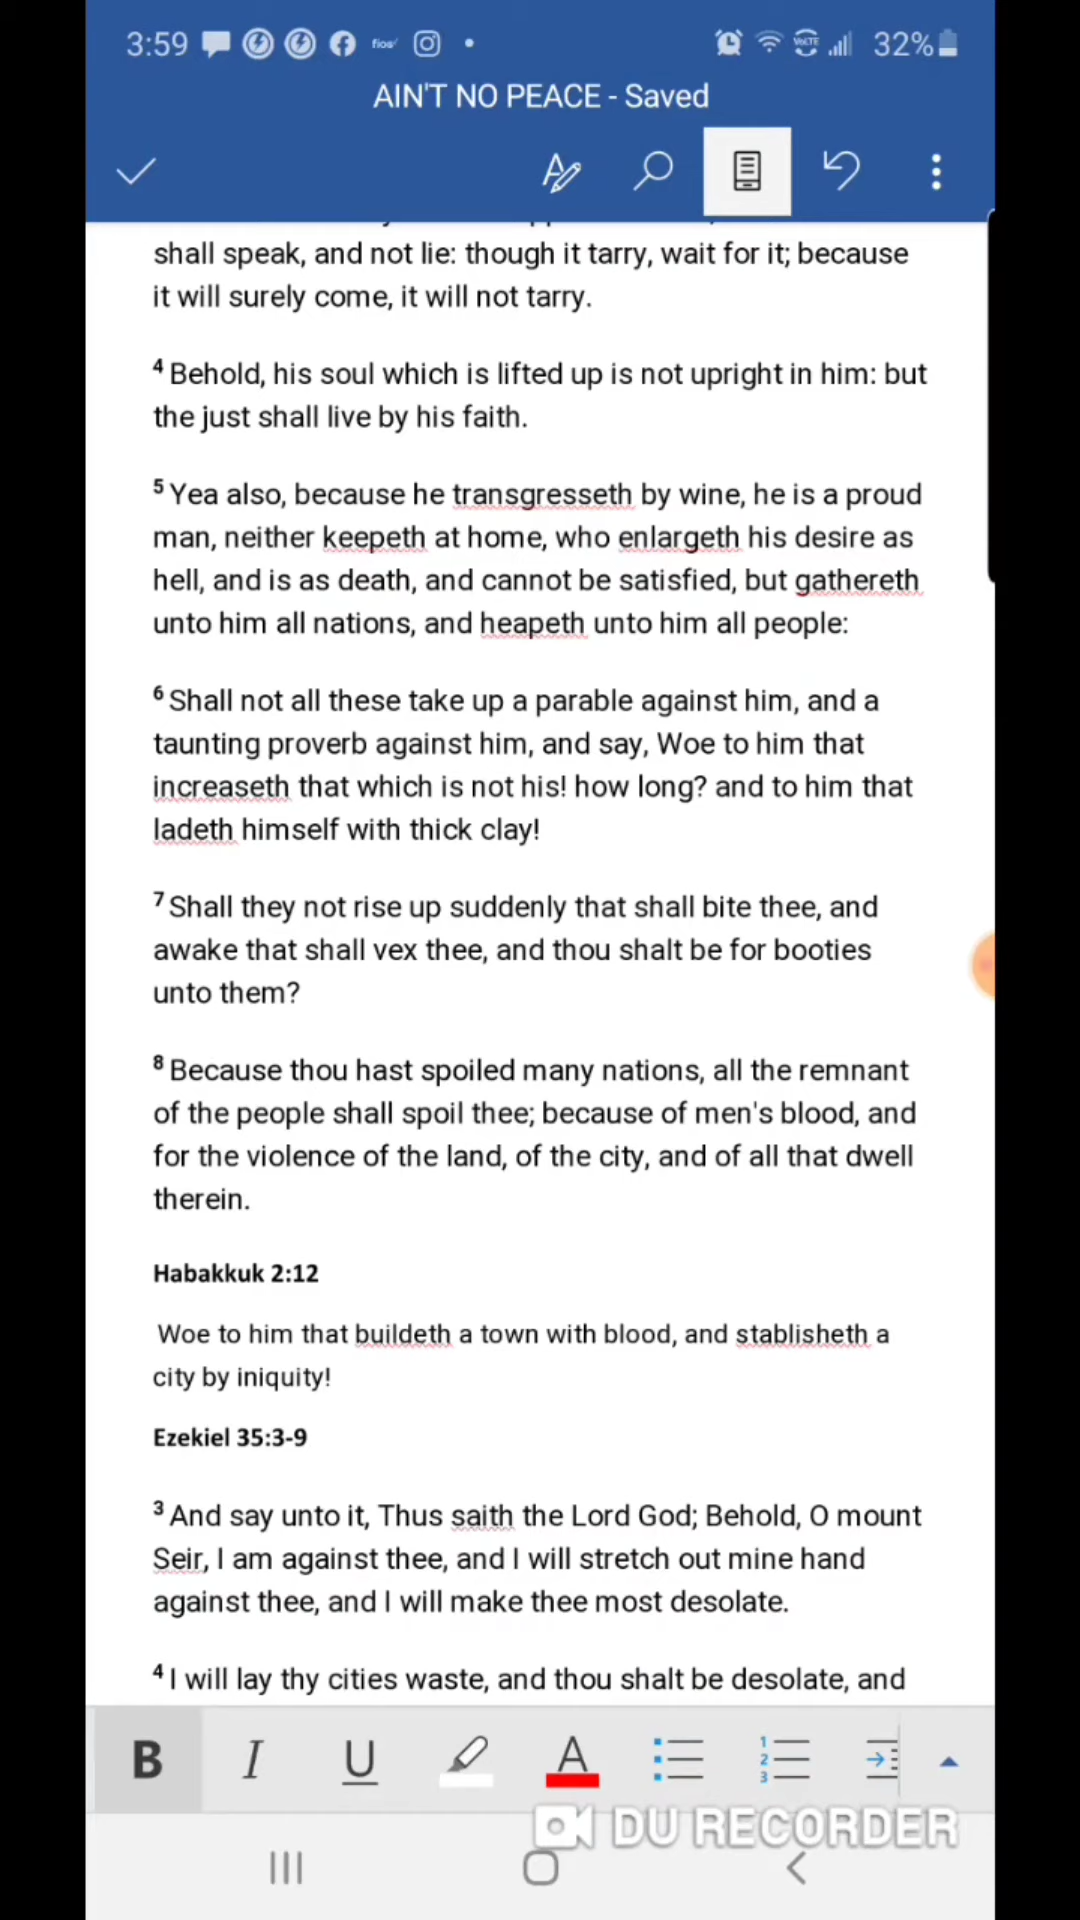 3:59 fios VoLTE 32%
AIN'T NO PEACE - Saved
shall speak, and not lie: though it tarry, wait for it; because
it will surely come, it will not tarry.
4 Behold, his soul which is lifted up is not upright in him: but
the just shall live by his faith.
5 Yea also, because he transgresseth by wine, he is a proud
man, neither keepeth at home, who enlargeth his desire as
hell, and is as death, and cannot be satisfied, but gathereth
unto him all nations, and heapeth unto him all people:
6 Shall not all these take up a parable against him, and a
taunting proverb against him, and say, Woe to him that
increaseth that which is not his! how long? and to him that
ladeth himself with thick clay!
7 Shall they not rise up suddenly that shall bite thee, and
awake that shall vex thee, and thou shalt be for booties
unto them?
8 Because thou hast spoiled many nations, all the remnant
of the people shall spoil thee; because of men's blood, and
for the violence of the land, of the city, and of all that dwell
therein.
Habakkuk 2:12
Woe to him that buildeth a town with blood, and stablisheth a
city by iniquity!
Ezekiel 35:3-9
3 And say unto it, Thus saith the Lord God; Behold, O mount
Seir, I am against thee, and I will stretch out mine hand
against thee, and I will make thee most desolate.
4 I will lay thy cities waste, and thou shalt be desolate, and
B I U A 1 2 3
DU RECORDER